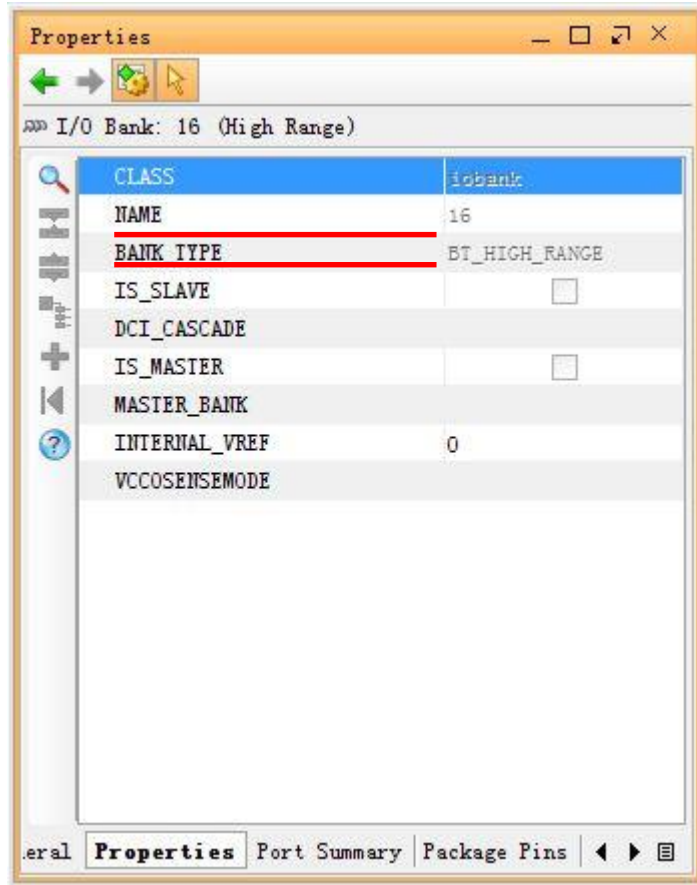 Properties
I/O Bank: 16 (High Range)
CLASS iobank
NAME 16
BANK TYPE BT_HIGH_RANGE
IS_SLAVE
DCI_CASCADE
IS_MASTER
MASTER_BANK
INTERNAL_VREF 0
VCCOSENSEMODE
eral Properties Port Summary Package Pins